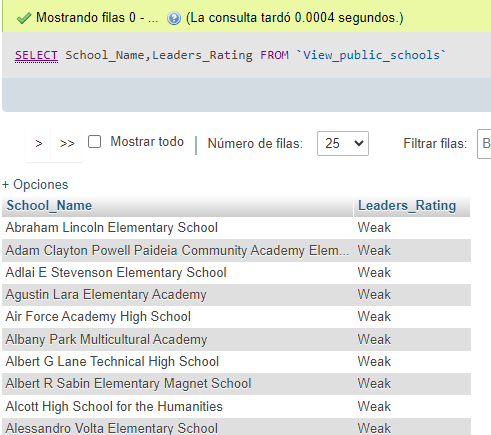 Mostrando filas 0 - ... (La consulta tardó 0.0004 segundos.)
SELECT School_Name,Leaders_Rating FROM `View_public_schools`
> >> Mostrar todo Número de filas: 25 Filtrar filas: B
+ Opciones
School_Name Leaders_Rating
Abraham Lincoln Elementary School Weak
Adam Clayton Powell Paideia Community Academy Elem... Weak
Adlai E Stevenson Elementary School Weak
Agustin Lara Elementary Academy Weak
Air Force Academy High School Weak
Albany Park Multicultural Academy Weak
Albert G Lane Technical High School Weak
Albert R Sabin Elementary Magnet School Weak
Alcott High School for the Humanities Weak
Alessandro Volta Elementary School Weak